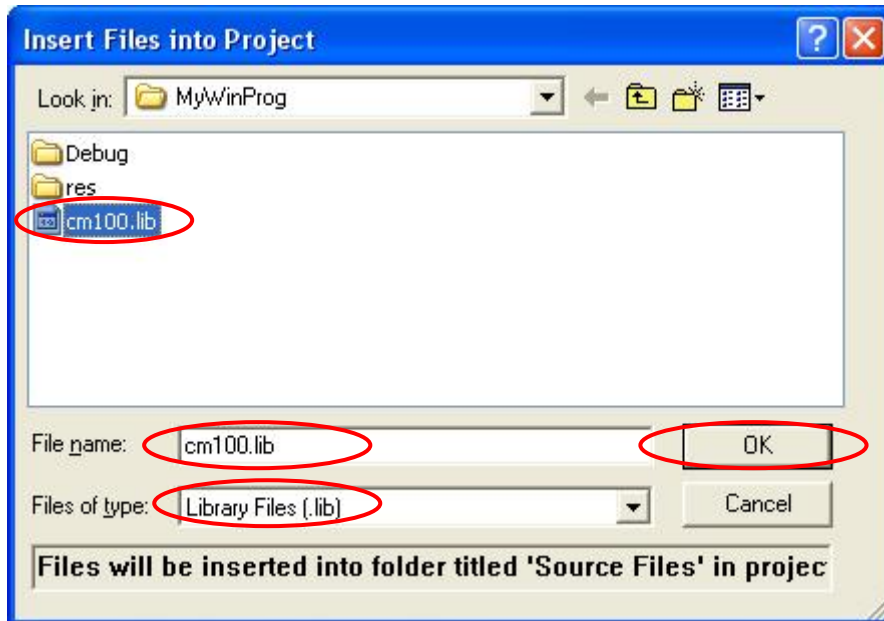 Insert Files into Project
Look in: MyWinProg
Debug
res
cm100.lib
File name: cm100.lib OK
Files of type: Library Files (.lib) Cancel
Files will be inserted into folder titled 'Source Files' in projec